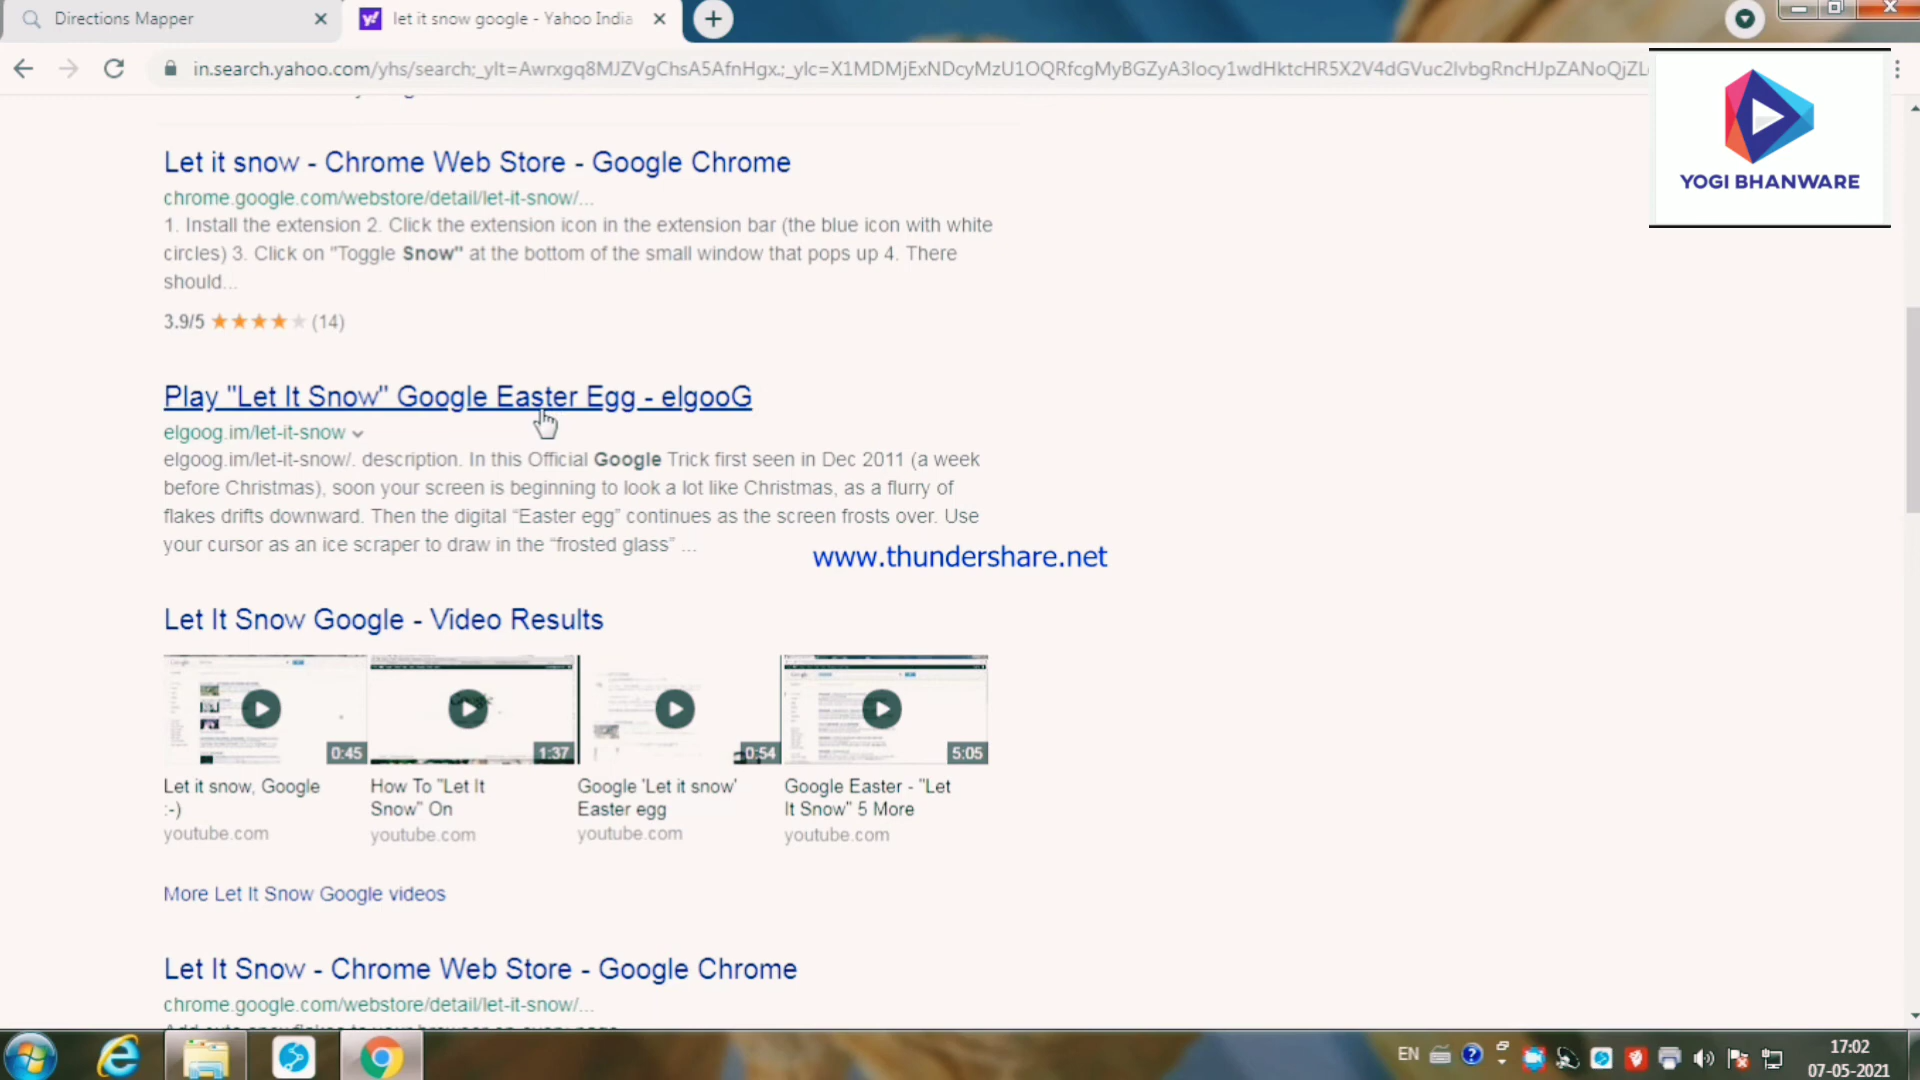 Directions Mapper
let it snow google - Yahoo India
in.search.yahoo.com/yhs/search;_ylt=Awrxgq8MJZVgChsA5AfnHgx.;_ylc=X1MDMjExNDcyMzU1OQRfcgMyBGZyA3locy1wdHktcHR5X2V4dGVuc2lvbgRncHJpZANoQjZL
YOGI BHANWARE
Let it snow - Chrome Web Store - Google Chrome
chrome.google.com/webstore/detail/let-it-snow/...
1. Install the extension 2. Click the extension icon in the extension bar (the blue icon with white
circles) 3. Click on "Toggle Snow" at the bottom of the small window that pops up 4. There
should...
3.9/5 (14)
Play "Let It Snow" Google Easter Egg - elgooG
elgoog.im/let-it-snow
elgoog.im/let-it-snow/. description. In this Official Google Trick first seen in Dec 2011 (a week
before Christmas), soon your screen is beginning to look a lot like Christmas, as a flurry of
flakes drifts downward. Then the digital “Easter egg” continues as the screen frosts over. Use
your cursor as an ice scraper to draw in the “frosted glass” ...
www.thundershare.net
Let It Snow Google - Video Results
0:45 1:37 0:54 5:05
Let it snow, Google :-)
youtube.com
How To "Let It Snow" On
youtube.com
Google 'Let it snow' Easter egg
youtube.com
Google Easter - "Let It Snow" 5 More
youtube.com
More Let It Snow Google videos
Let It Snow - Chrome Web Store - Google Chrome
chrome.google.com/webstore/detail/let-it-snow/...
EN
17:02
07-05-2021